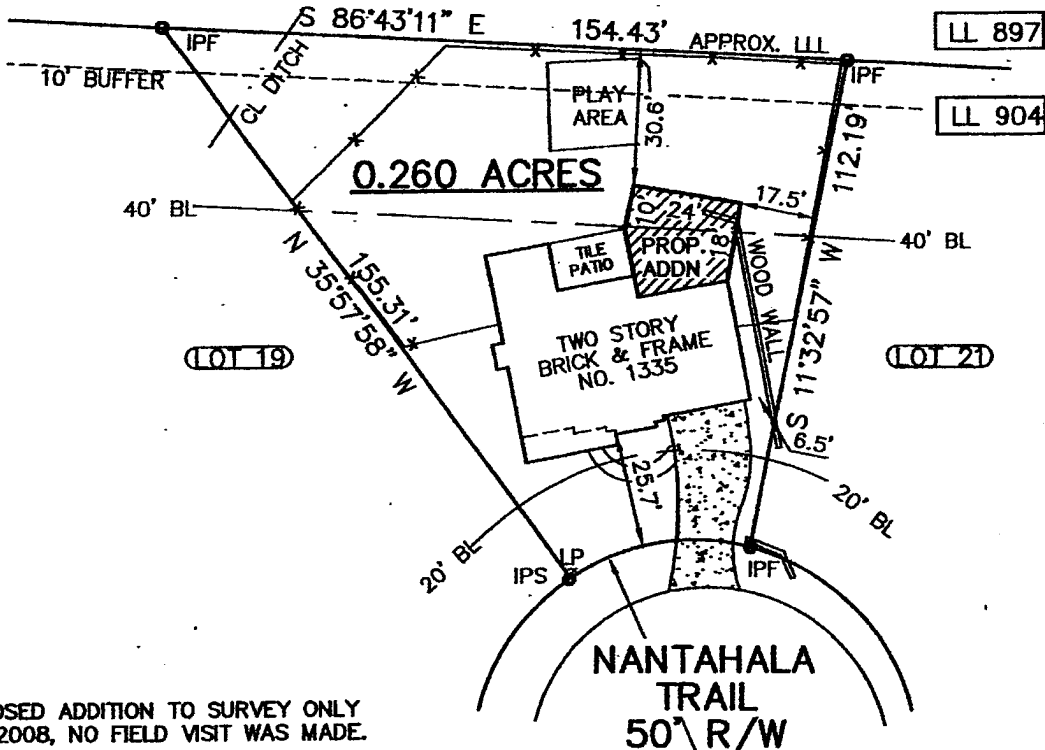 S 86°43'11" E
154.43'
APPROX. LLL
LL 897
IPF
IPF
10' BUFFER
CL DITCH
PLAY
AREA
30.6'
112.19'
LL 904
0.260 ACRES
17.5'
40' BL
10
24'
40' BL
TILE
PATIO
PROP.
ADDN
18
WOOD WALL
155.31'
N 35°57'58" W
S 11°32'57" W
LOT 19
TWO STORY
BRICK & FRAME
NO. 1335
LOT 21
6.5'
25.7'
20' BL
20' BL
LP
IPS
IPF
NANTAHALA
TRAIL
50' R/W
OSED ADDITION TO SURVEY ONLY
2008, NO FIELD VISIT WAS MADE.